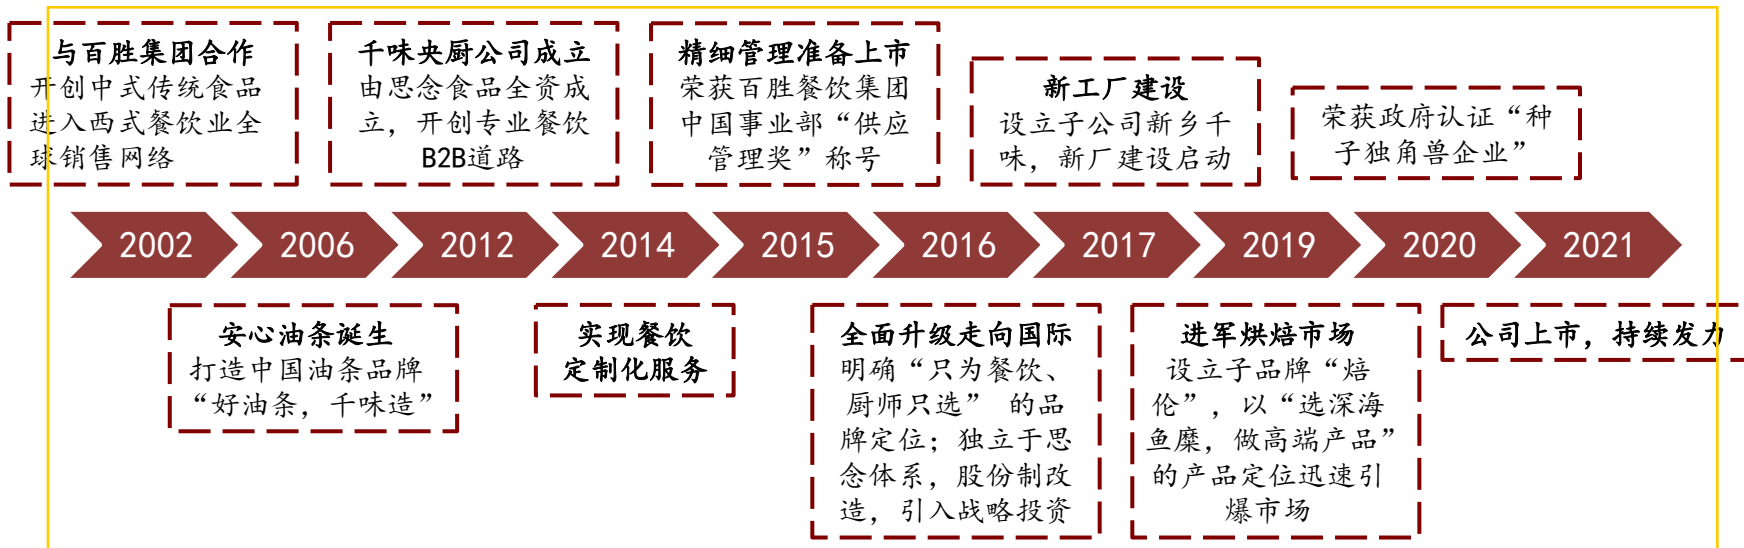 与百胜集团合作
开创中式传统食品
进入西式餐饮业全
球销售网络
千味央厨公司成立
由思念食品全资成
立，开创专业餐饮
B2B道路
精细管理准备上市
荣获百胜餐饮集团
中国事业部“供应
管理奖”称号
新工厂建设
设立子公司新乡千
味，新厂建设启动
荣获政府认证“种
子独角兽企业”
2002
2006
2012
2014
2015
2016
2017
2019
2020
2021
安心油条诞生
打造中国油条品牌
“好油条，千味造”
实现餐饮
定制化服务
全面升级走向国际
明确“只为餐饮、
厨师只选” 的品
牌定位；独立于思
念体系，股份制改
造，引入战略投资
进军烘焙市场
设立子品牌“焙
伦”，以“选深海
鱼糜，做高端产品”
的产品定位迅速引
爆市场
公司上市，持续发力